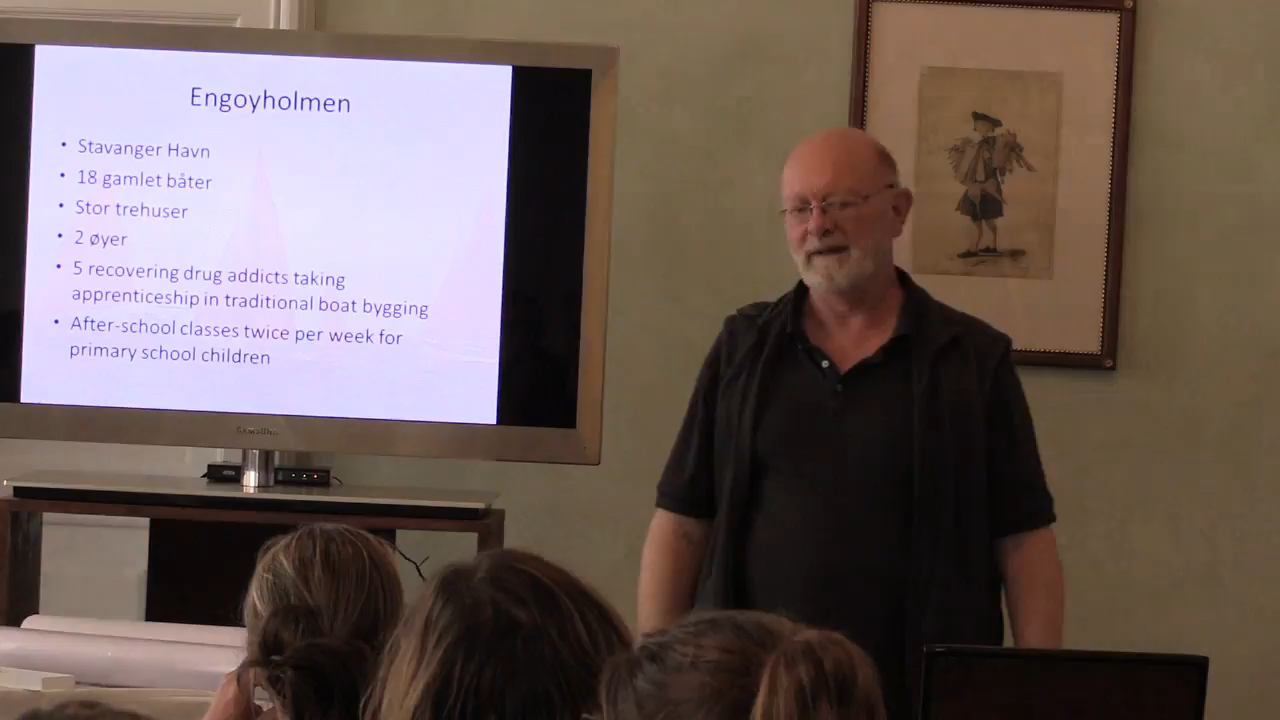 Engoyholmen
• Stavanger Havn
• 18 gamlet båter
• Stor trehuser
• 2 øyer
• 5 recovering drug addicts taking
apprenticeship in traditional boat bygging
• After-school classes twice per week for
primary school children
SAMSUNG